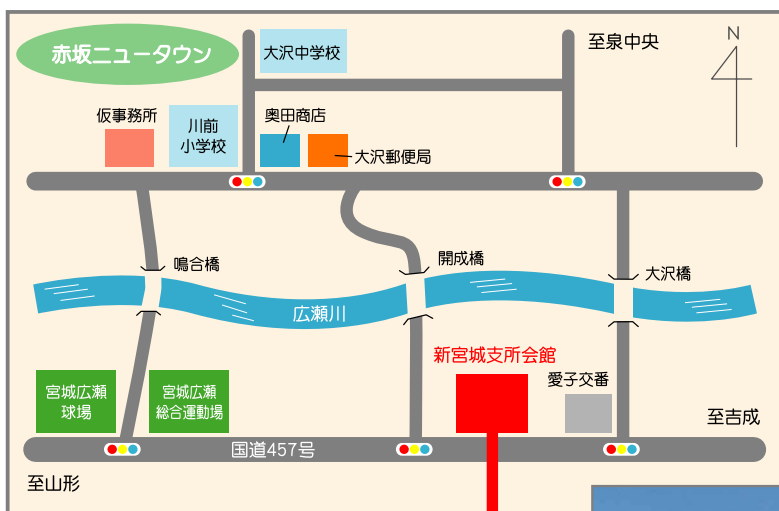 赤坂ニュータウン
大沢中学校
至泉中央
N
仮事務所
川前
小学校
奥田商店
大沢郵便局
鳴合橋
開成橋
大沢橋
広瀬川
新宮城支所会館
愛子交番
宮城広瀬
球場
宮城広瀬
総合運動場
至吉成
国道457号
至山形